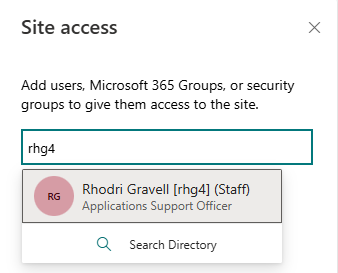 Site access
Add users, Microsoft 365 Groups, or security
groups to give them access to the site.
rhg4
RG
Rhodri Gravell [rhg4] (Staff)
Applications Support Officer
Search Directory